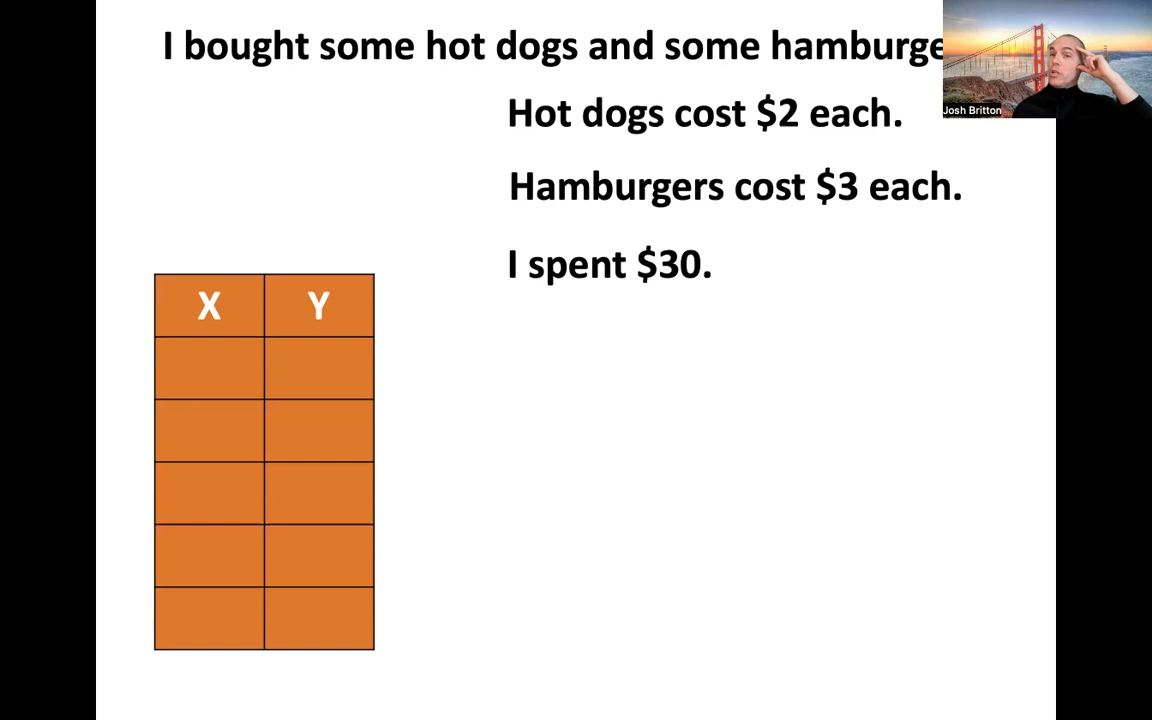 I bought some hot dogs and some hamburge
Hot dogs cost $2 each.
Josh Britton
Hamburgers cost $3 each.
I spent $30.
X Y